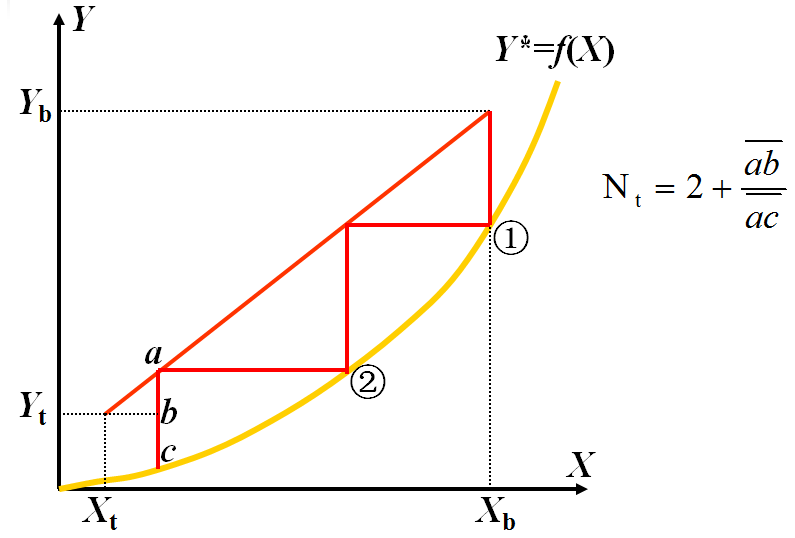 Y
Y*=f(X)
Yb
Nt = 2 + ab/ac
①
a
②
Yt
b
c
X
Xt
Xb